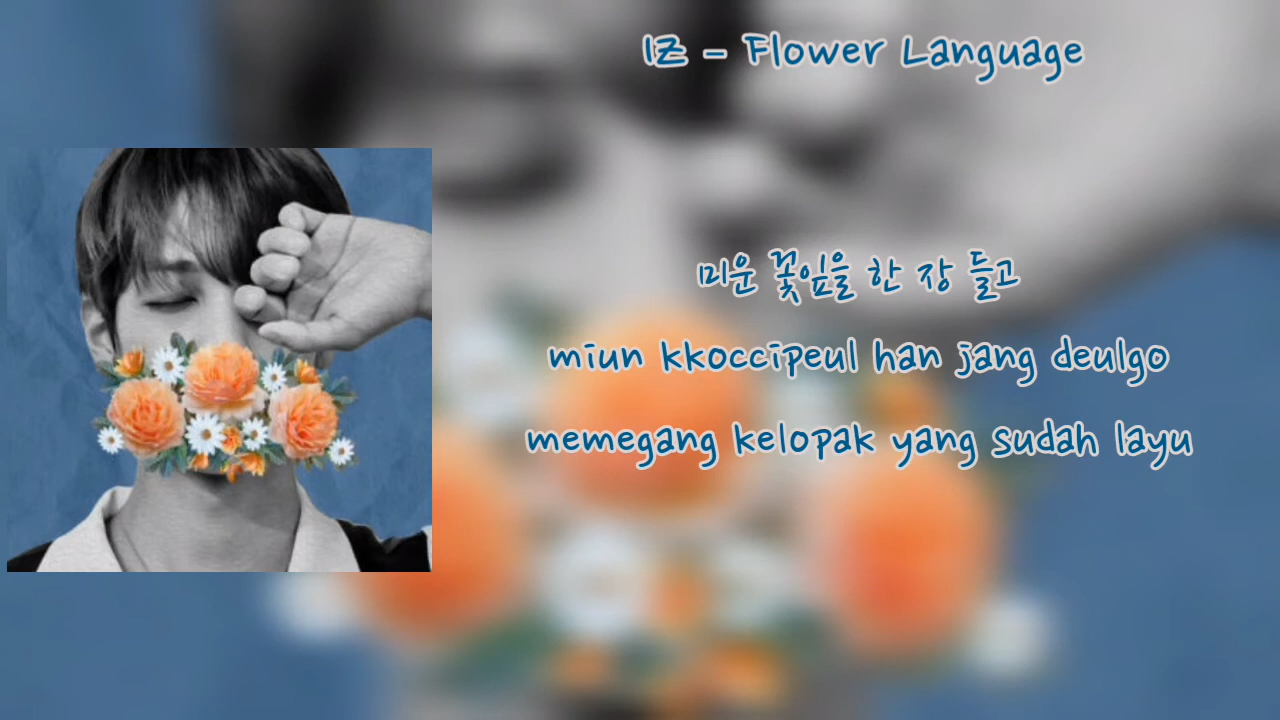 IZ - Flower Language
미운 꽃잎을 한 장 들고
miun kkoccipeul han jang deulgo
memegang kelopak yang sudah layu